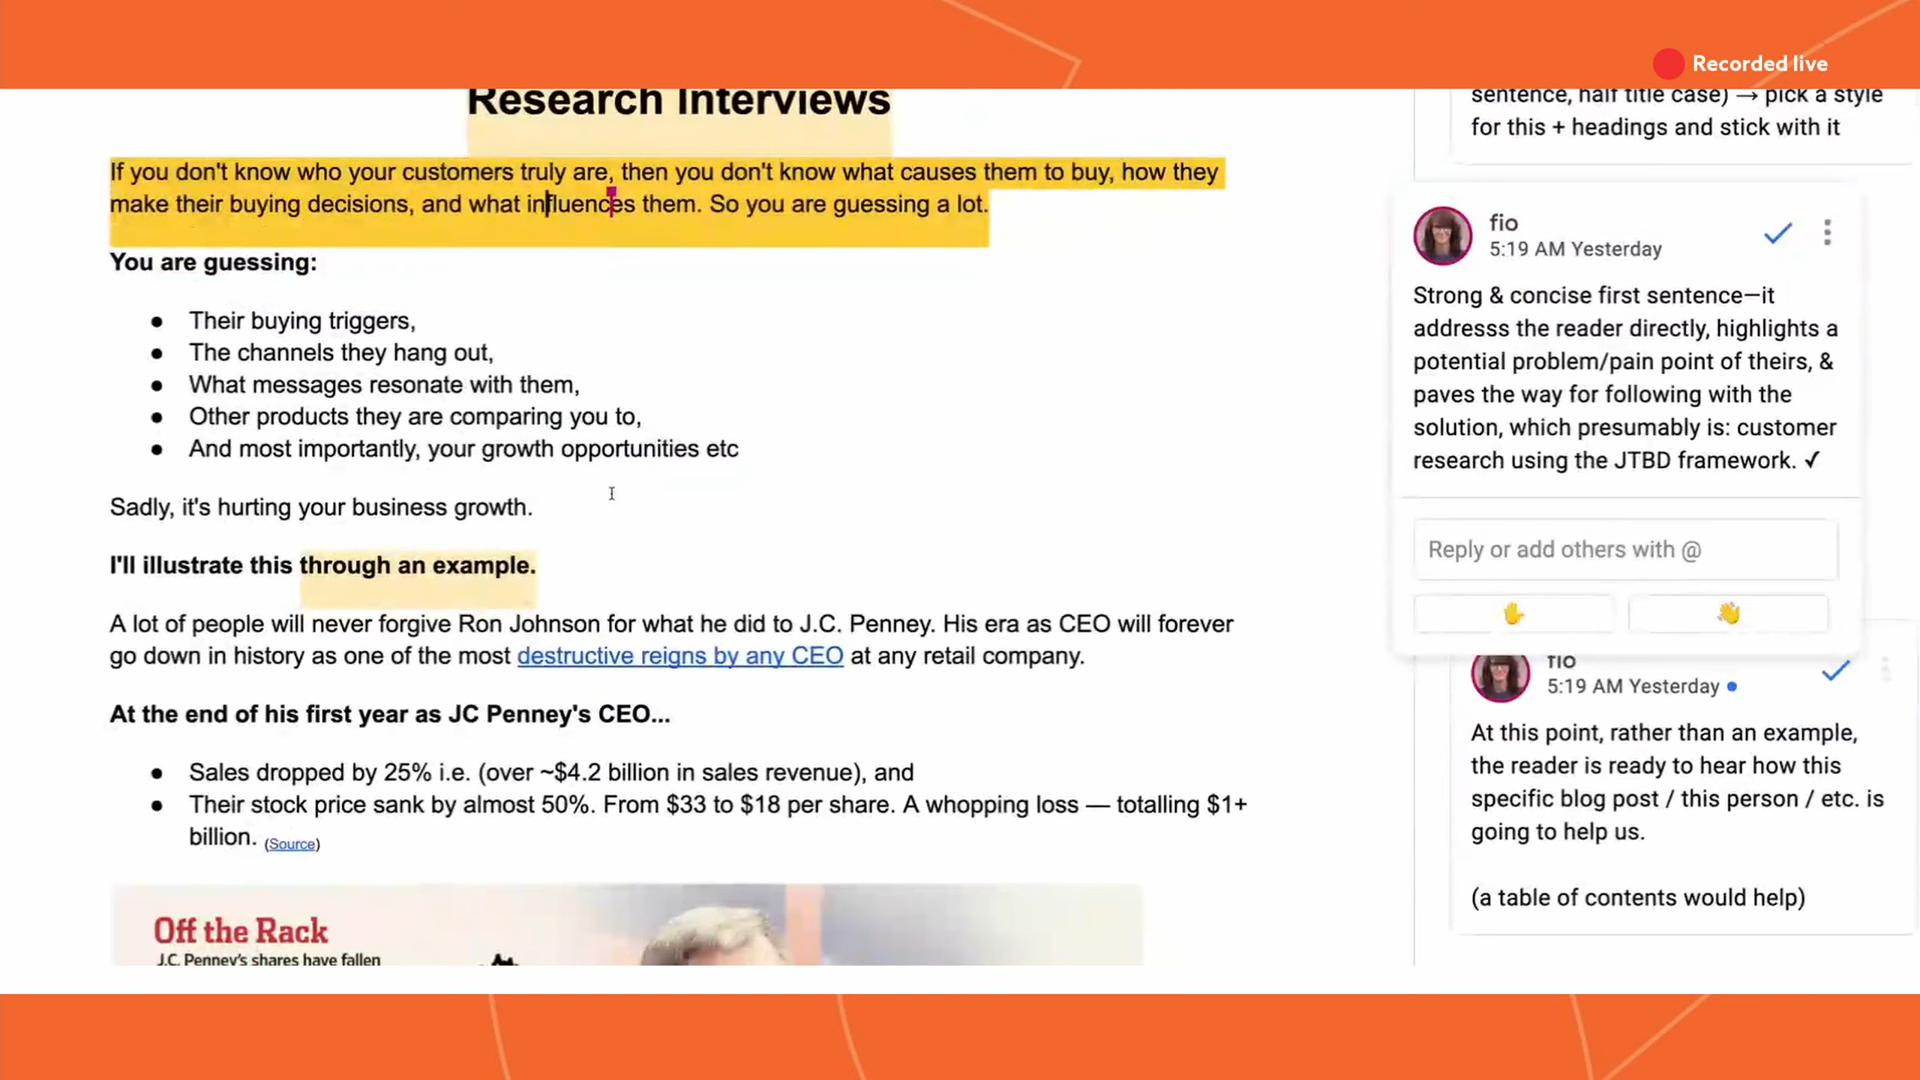 Recorded live
Research Interviews
If you don't know who your customers truly are, then you don't know what causes them to buy, how they
make their buying decisions, and what influences them. So you are guessing a lot.
You are guessing:
● Their buying triggers,
● The channels they hang out,
● What messages resonate with them,
● Other products they are comparing you to,
● And most importantly, your growth opportunities etc
Sadly, it's hurting your business growth.
I'll illustrate this through an example.
A lot of people will never forgive Ron Johnson for what he did to J.C. Penney. His era as CEO will forever
go down in history as one of the most destructive reigns by any CEO at any retail company.
At the end of his first year as JC Penney's CEO...
● Sales dropped by 25% i.e. (over ~$4.2 billion in sales revenue), and
● Their stock price sank by almost 50%. From $33 to $18 per share. A whopping loss — totalling $1+
billion. (Source)
Off the Rack
J.C. Penney's shares have fallen
sentence, half title case) → pick a style
for this + headings and stick with it
fio
5:19 AM Yesterday
Strong & concise first sentence—it
addresss the reader directly, highlights a
potential problem/pain point of theirs, &
paves the way for following with the
solution, which presumably is: customer
research using the JTBD framework. ✓
Reply or add others with @
fio
5:19 AM Yesterday
At this point, rather than an example,
the reader is ready to hear how this
specific blog post / this person / etc. is
going to help us.
(a table of contents would help)